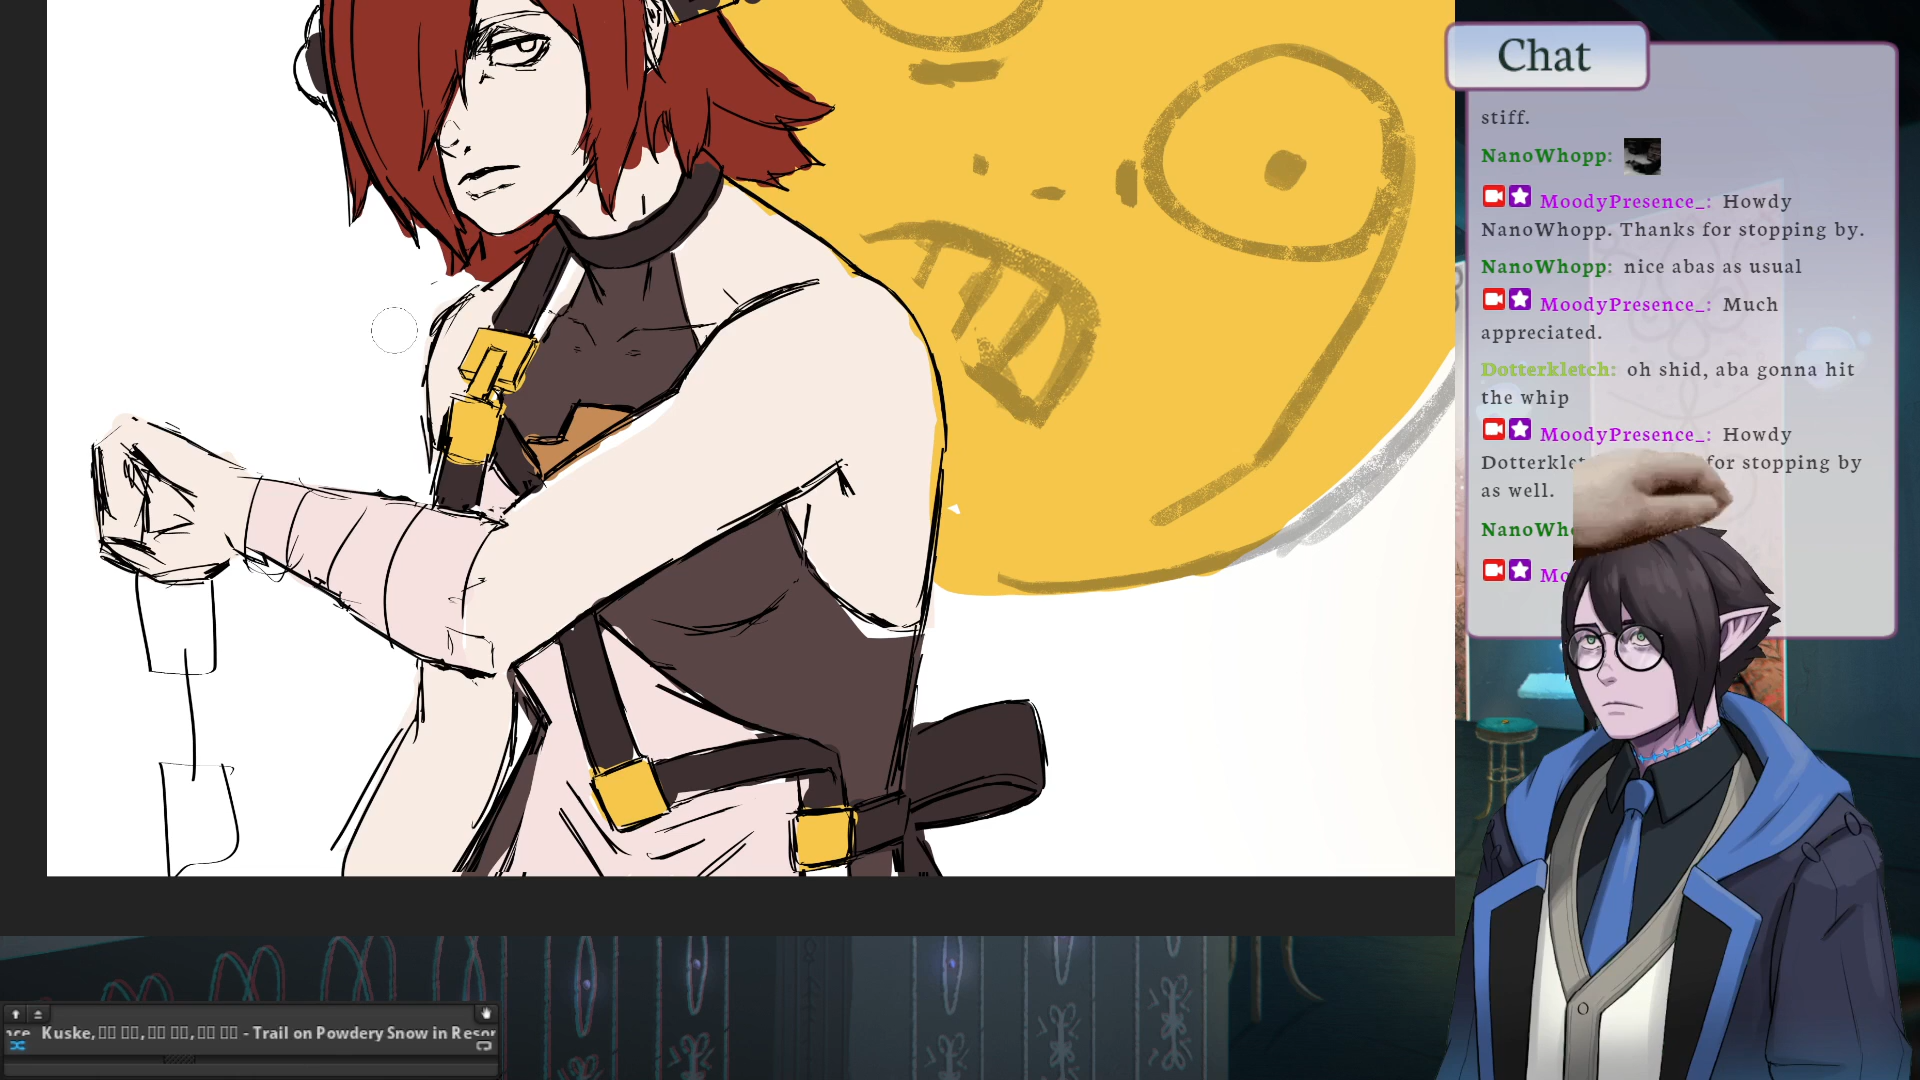 Chat
stiff.
NanoWhopp:
MoodyPresence_: Howdy
NanoWhopp. Thanks for stopping by.
NanoWhopp: nice abas as usual
MoodyPresence_: Much
appreciated.
Dotterkletch: oh shid, aba gonna hit
the whip
MoodyPresence_: Howdy
for stopping by
as well.
Kuske, - Trail on Powdery Snow in